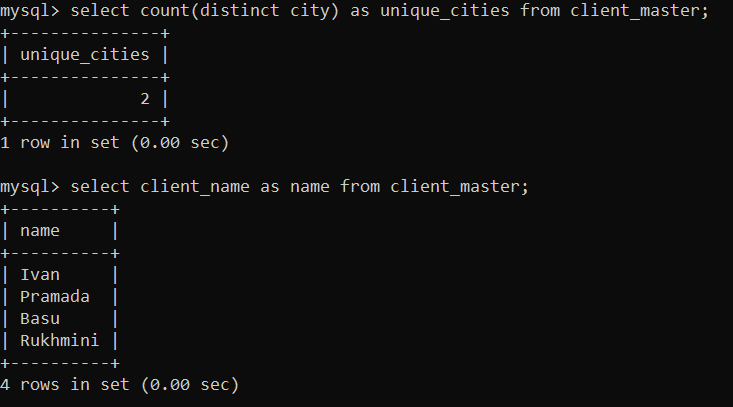 mysql> select count(distinct city) as unique_cities from client_master;
+---------------+
| unique_cities |
+---------------+
|             2 |
+---------------+
1 row in set (0.00 sec)

mysql> select client_name as name from client_master;
+----------+
| name     |
+----------+
| Ivan     |
| Pramada  |
| Basu     |
| Rukhmini |
+----------+
4 rows in set (0.00 sec)